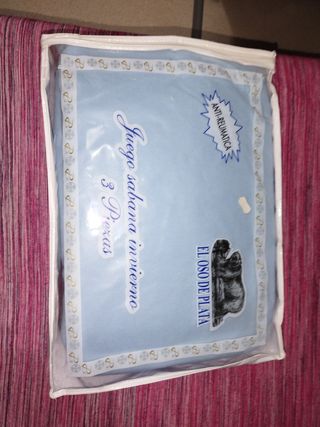 ANTI-REUMATICA
Juego sabana invierno
3 Piezas
EL OSO DE PLATA